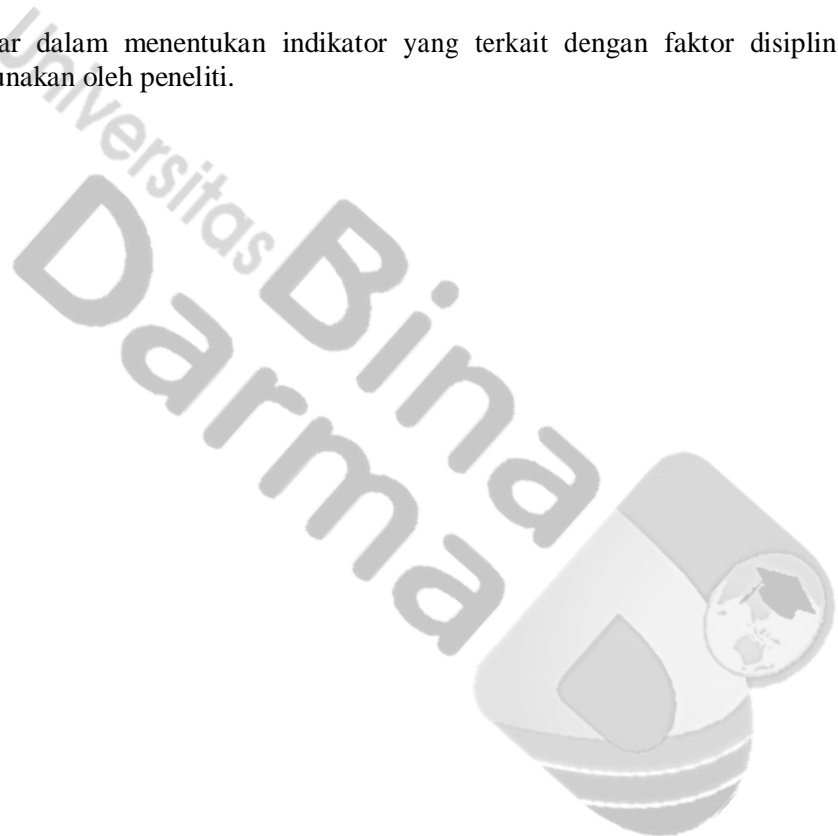 ar dalam menentukan indikator yang terkait dengan faktor disiplin
unakan oleh peneliti.
Universitas
Bina
Darma